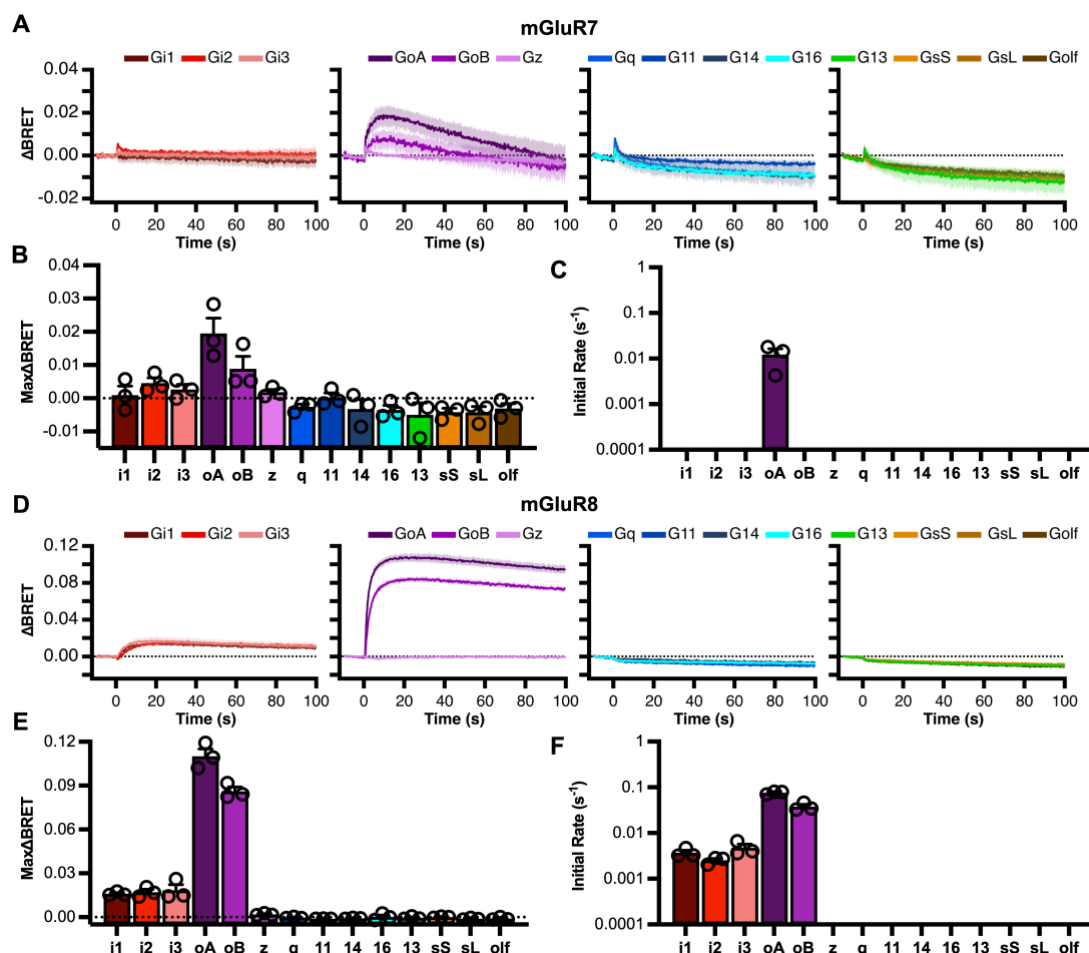 A
mGluR7
Gi1 Gi2 Gi3 GoA GoB Gz Gq G11 G14 G16 G13 GsS GsL Golf
ΔBRET
0.04
0.02
0.00
-0.02
0 20 40 60 80 100 0 20 40 60 80 100 0 20 40 60 80 100 0 20 40 60 80 100
Time (s) Time (s) Time (s) Time (s)
B
MaxΔBRET
0.04
0.03
0.02
0.01
0.00
-0.01
i1 i2 i3 oA oB z q 11 14 16 13 sS sL olf
C
Initial Rate (s⁻¹)
1
0.1
0.01
0.001
0.0001
i1 i2 i3 oA oB z q 11 14 16 13 sS sL olf
D
mGluR8
Gi1 Gi2 Gi3 GoA GoB Gz Gq G11 G14 G16 G13 GsS GsL Golf
ΔBRET
0.12
0.08
0.04
0.00
0 20 40 60 80 100 0 20 40 60 80 100 0 20 40 60 80 100 0 20 40 60 80 100
Time (s) Time (s) Time (s) Time (s)
E
MaxΔBRET
0.12
0.09
0.06
0.03
0.00
i1 i2 i3 oA oB z q 11 14 16 13 sS sL olf
F
Initial Rate (s⁻¹)
1
0.1
0.01
0.001
0.0001
i1 i2 i3 oA oB z q 11 14 16 13 sS sL olf